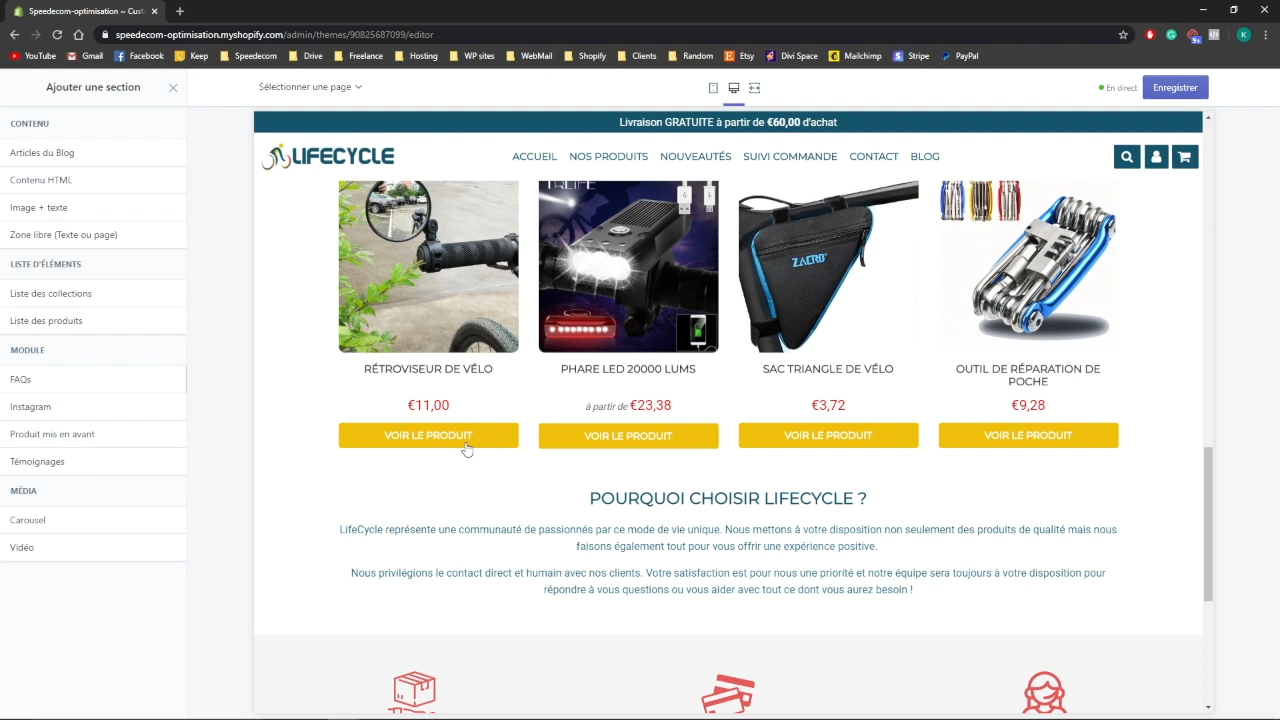 Speedecom-optimisation ~ Cust
speedecom-optimisation.myshopify.com/admin/themes/90825687099/editor
YouTube
Gmail
Facebook
Keep
Speedecom
Drive
Freelance
Hosting
WP sites
WebMail
Shopify
Clients
Random
Etsy
Divi Space
Mailchimp
Stripe
PayPal
Ajouter une section
Sélectionner une page
En direct
Enregistrer
CONTENU
Articles du Blog
Contenu HTML
Image + texte
Zone libre (Texte ou page)
LISTE D'ÉLÉMENTS
Liste des collections
Liste des produits
MODULE
FAQs
Instagram
Produit mis en avant
Témoignages
MÉDIA
Carousel
Vidéo
Livraison GRATUITE à partir de €60,00 d'achat
LIFECYCLE
ACCUEIL
NOS PRODUITS
NOUVEAUTÉS
SUIVI COMMANDE
CONTACT
BLOG
ZACRO
RÉTROVISEUR DE VÉLO
€11,00
VOIR LE PRODUIT
PHARE LED 20000 LUMS
à partir de €23,38
VOIR LE PRODUIT
SAC TRIANGLE DE VÉLO
€3,72
VOIR LE PRODUIT
OUTIL DE RÉPARATION DE
POCHE
€9,28
VOIR LE PRODUIT
POURQUOI CHOISIR LIFECYCLE ?
LifeCycle représente une communauté de passionnés par ce mode de vie unique. Nous mettons à votre disposition non seulement des produits de qualité mais nous
faisons également tout pour vous offrir une expérience positive.
Nous privilégions le contact direct et humain avec nos clients. Votre satisfaction est pour nous une priorité et notre équipe sera toujours à votre disposition pour
répondre à vous questions ou vous aider avec tout ce dont vous aurez besoin !